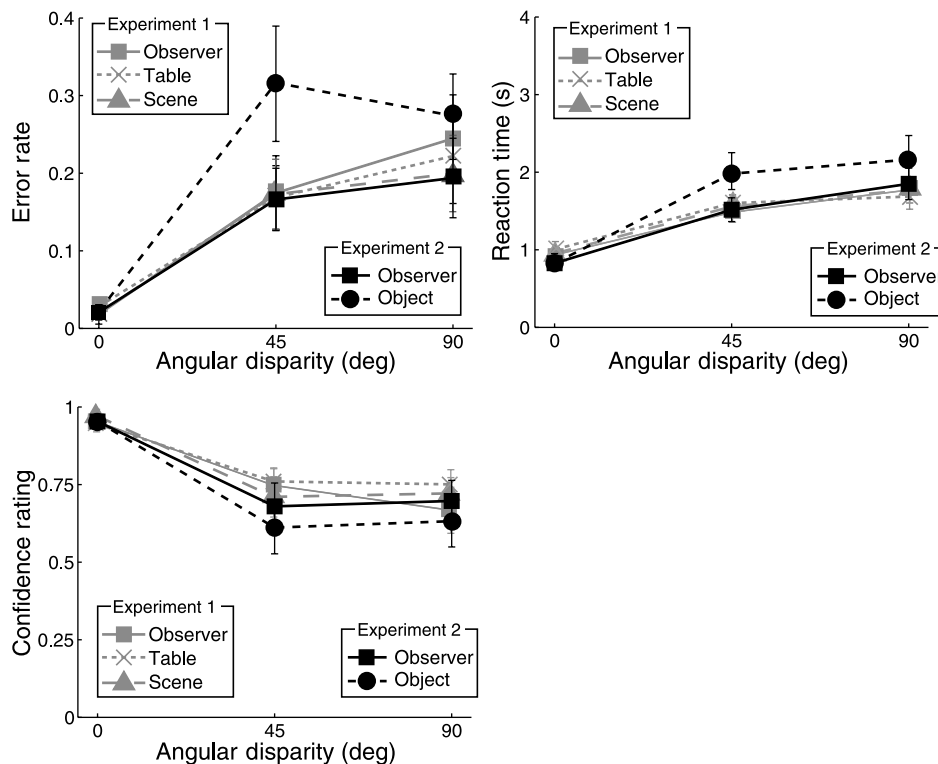 0.4
0.3
0.2
0.1
0
Error rate
Experiment 1
Observer
Table
Scene
Experiment 2
Observer
Object
0 45 90
Angular disparity (deg)
4
3
2
1
0
Reaction time (s)
Experiment 1
Observer
Table
Scene
Experiment 2
Observe
Object
0 45 90
Angular disparity (deg)
1
0.75
0.5
0.25
0
Confidence rating
Experiment 1
Observer
Table
Scene
Experiment 2
Observer
Object
0 45 90
Angular disparity (deg)